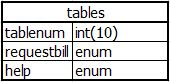 tables
tablenum int(10)
requestbill enum
help enum